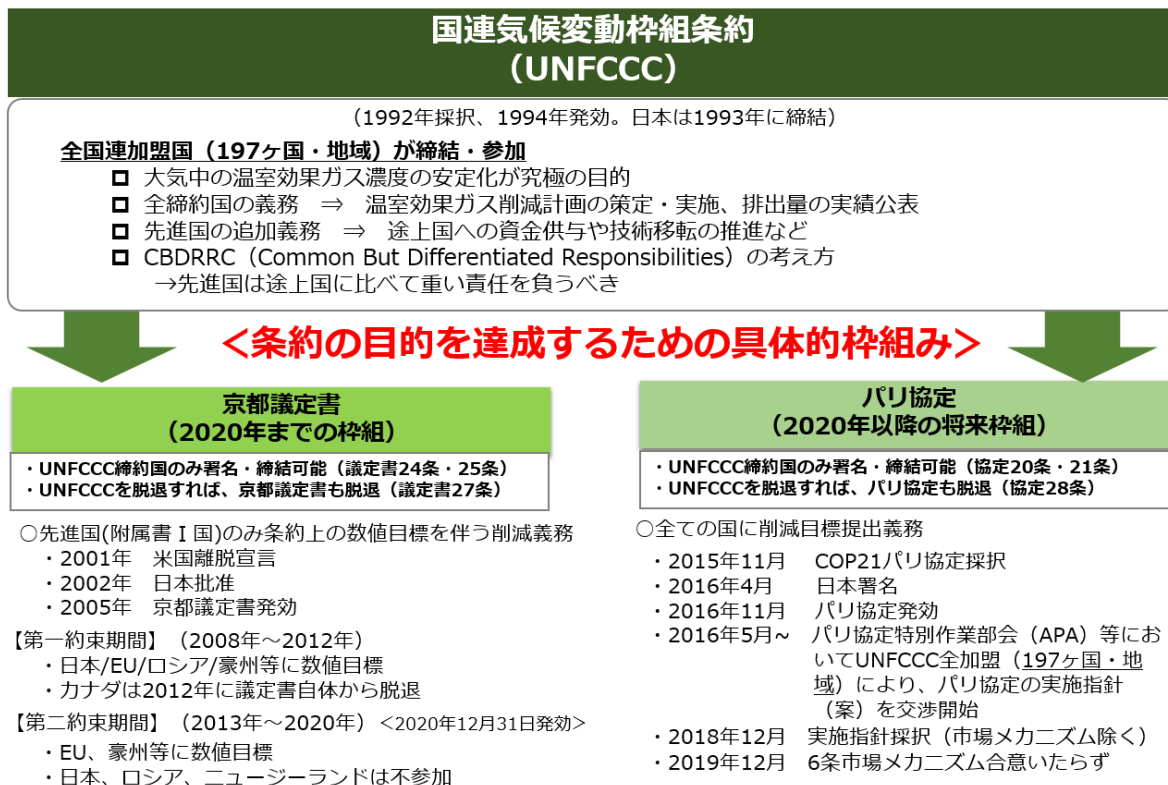 国連気候変動枠組条約
（UNFCCC）
（1992年採択、1994年発効。日本は1993年に締結）
全国連加盟国（197ヶ国・地域）が締結・参加
大気中の温室効果ガス濃度の安定化が究極の目的
全締約国の義務 ⇒ 温室効果ガス削減計画の策定・実施、排出量の実績公表
先進国の追加義務 ⇒ 途上国への資金供与や技術移転の推進など
CBDRRC（Common But Differentiated Responsibilities）の考え方
→先進国は途上国に比べて重い責任を負うべき
＜条約の目的を達成するための具体的枠組み＞
京都議定書
（2020年までの枠組）
・UNFCCC締約国のみ署名・締結可能（議定書24条・25条）
・UNFCCCを脱退すれば、京都議定書も脱退（議定書27条）
○先進国(附属書Ⅰ国)のみ条約上の数値目標を伴う削減義務
・2001年 米国離脱宣言
・2002年 日本批准
・2005年 京都議定書発効
【第一約束期間】（2008年～2012年）
・日本/EU/ロシア/豪州等に数値目標
・カナダは2012年に議定書自体から脱退
【第二約束期間】（2013年～2020年）＜2020年12月31日発効＞
・EU、豪州等に数値目標
・日本、ロシア、ニュージーランドは不参加
パリ協定
（2020年以降の将来枠組）
・UNFCCC締約国のみ署名・締結可能（協定20条・21条）
・UNFCCCを脱退すれば、パリ協定も脱退（協定28条）
○全ての国に削減目標提出義務
・2015年11月 COP21パリ協定採択
・2016年4月 日本署名
・2016年11月 パリ協定発効
・2016年5月~ パリ協定特別作業部会（APA）等にお
いてUNFCCC全加盟（197ヶ国・地
域）により、パリ協定の実施指針
（案）を交渉開始
・2018年12月 実施指針採択（市場メカニズム除く）
・2019年12月 6条市場メカニズム合意いたらず